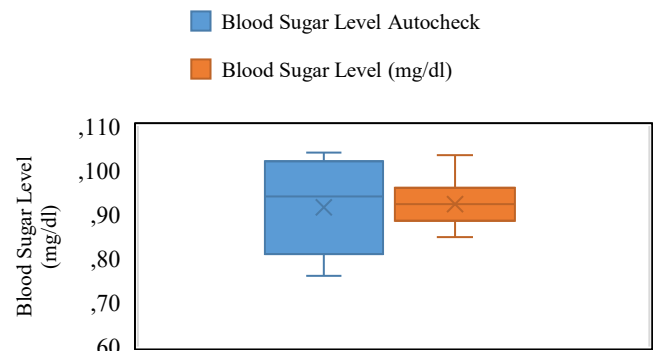 Blood Sugar Level Autocheck
Blood Sugar Level (mg/dl)
,110
,100
,90
,80
,70
60
Blood Sugar Level
(mg/dl)